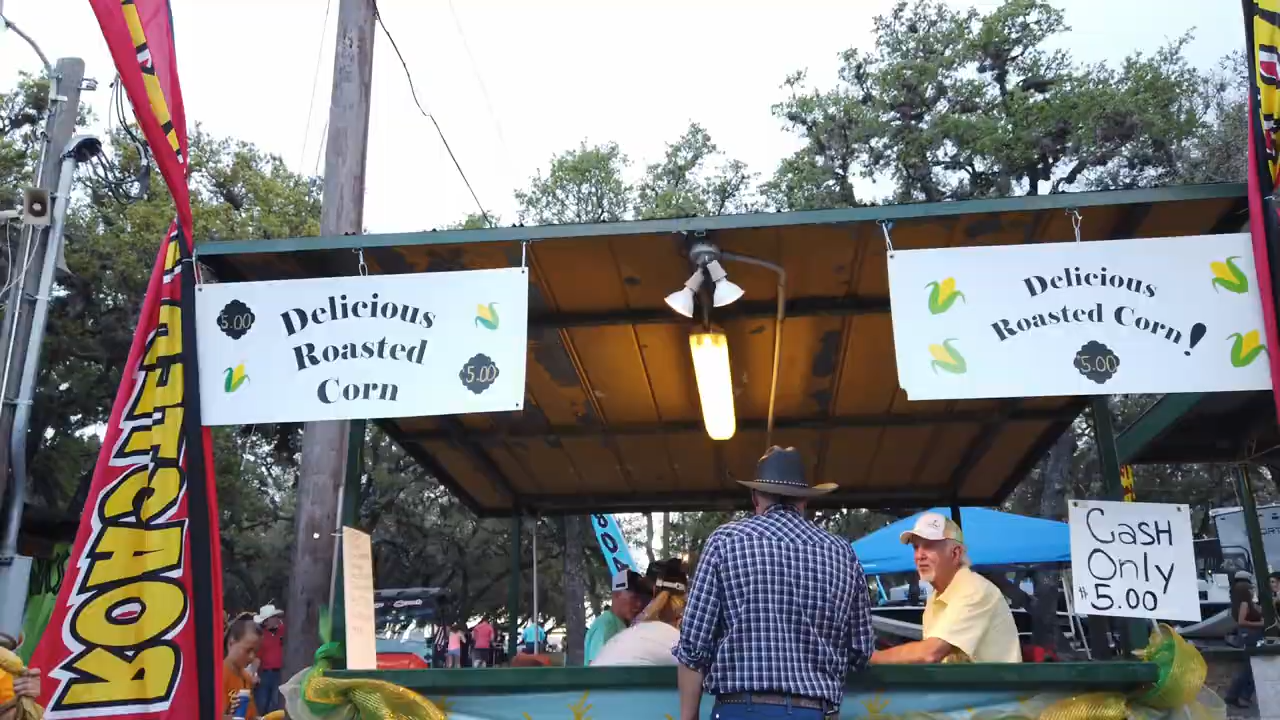 5.00
Delicious
Roasted
Corn
5.00
Delicious
Roasted Corn!
5.00
Cash
Only
$5.00
ROASTED